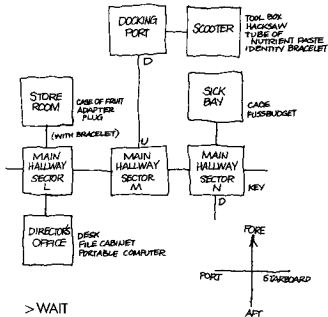 DOCKING
PORT
SCOOTER
TOOL BOX
HACKSAW
TUBE OF
NUTRIENT PASTE
IDENTITY BRACELET
D
STORE
ROOM
CASE OF FRUIT
ADAPTER
PLUG
(WITH BRACELET)
SICK
BAY
CAGE
FUSSBUDGET
U
MAIN
HALLWAY
SECTOR
L
MAIN
HALLWAY
SECTOR
M
MAIN
HALLWAY
SECTOR
N
KEY
D
DIRECTOR'S
OFFICE
DESK
FILE CABINET
PORTABLE COMPUTER
FORE
PORT
STARBOARD
AFT
>WAIT